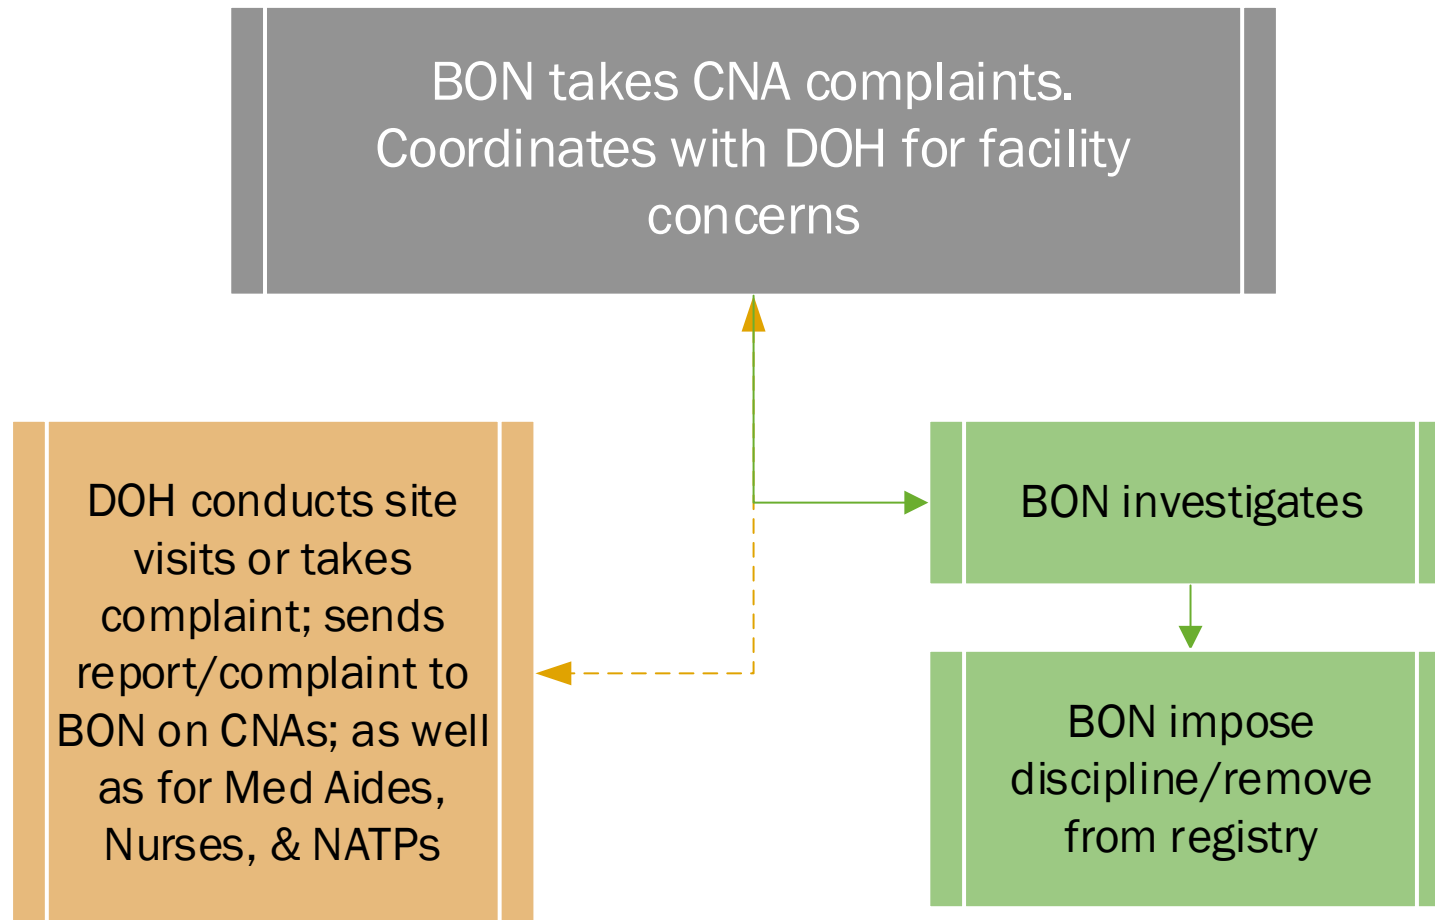 BON takes CNA complaints.
Coordinates with DOH for facility
concerns
DOH conducts site
visits or takes
complaint; sends
report/complaint to
BON on CNAs; as well
as for Med Aides,
Nurses, & NATPs
BON investigates
BON impose
discipline/remove
from registry